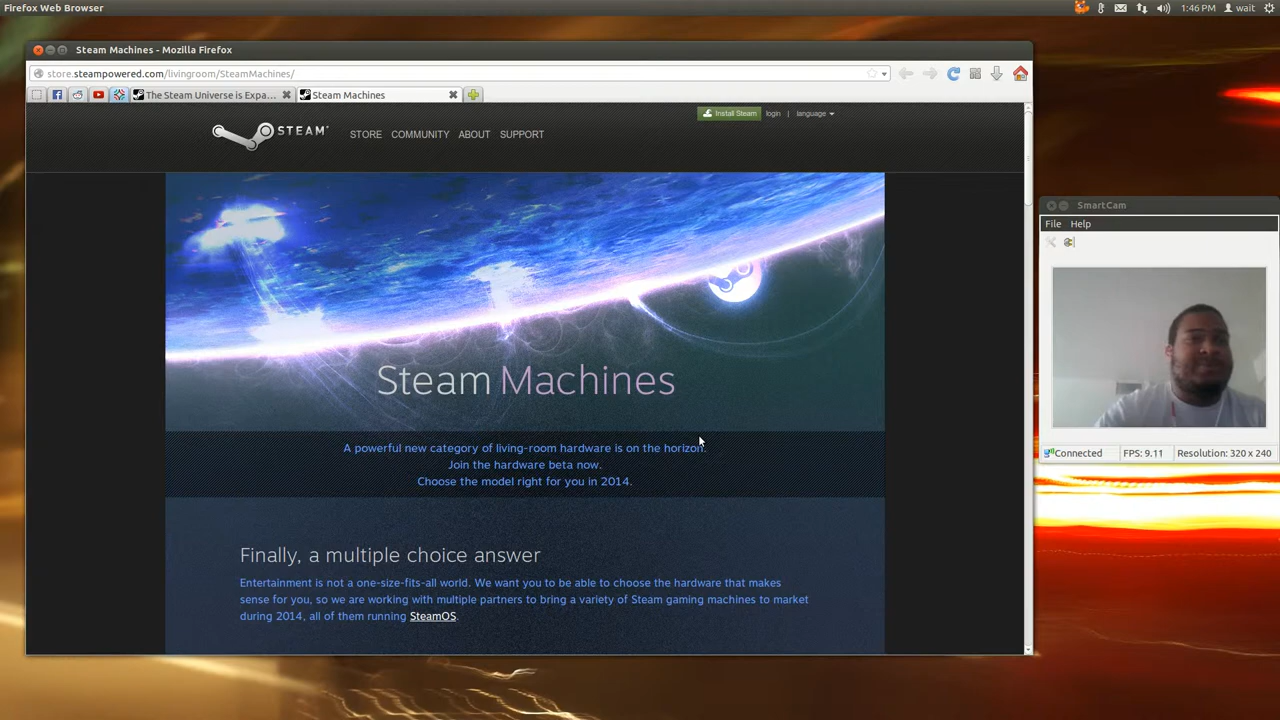 Firefox Web Browser
1:46 PM wait
Steam Machines - Mozilla Firefox
store.steampowered.com/livingroom/SteamMachines/
The Steam Universe is Expa...
Steam Machines
Install Steam login | language
STEAM
STORE COMMUNITY ABOUT SUPPORT
Steam Machines
A powerful new category of living-room hardware is on the horizon.
Join the hardware beta now.
Choose the model right for you in 2014.
Finally, a multiple choice answer
Entertainment is not a one-size-fits-all world. We want you to be able to choose the hardware that makes
sense for you, so we are working with multiple partners to bring a variety of Steam gaming machines to market
during 2014, all of them running SteamOS.
SmartCam
File Help
Connected FPS: 9.11 Resolution: 320 x 240